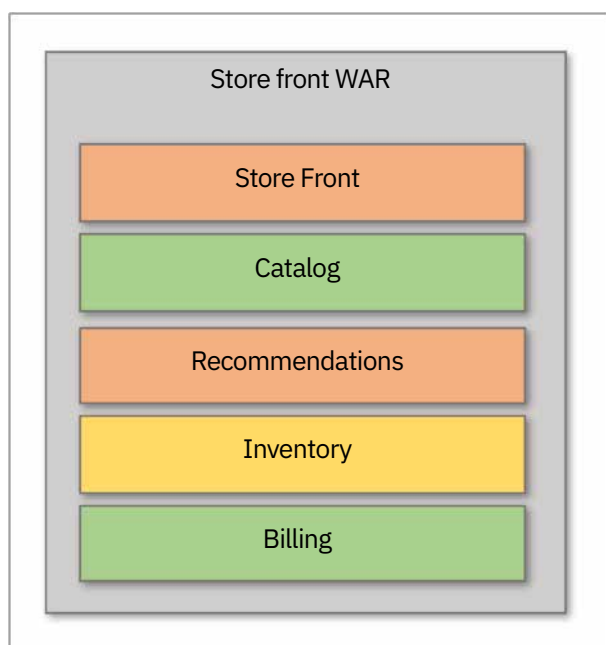 Store front WAR
Store Front
Catalog
Recommendations
Inventory
Billing